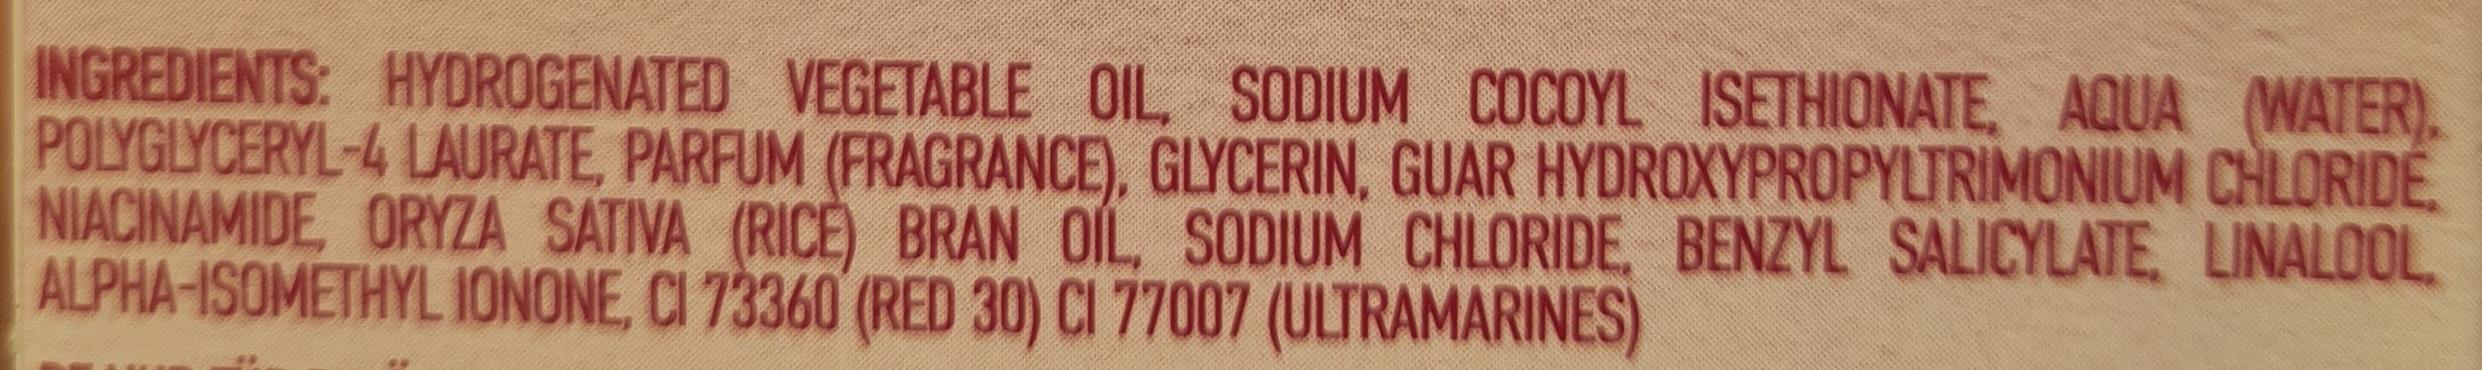 INGREDIENTS: HYDROGENATED VEGETABLE OIL, SODIUM COCOYL ISETHIONATE, AQUA (WATER),
POLYGLYCERYL-4 LAURATE, PARFUM (FRAGRANCE), GLYCERIN, GUAR HYDROXYPROPYLTRIMONIUM CHLORIDE,
NIACINAMIDE, ORYZA SATIVA (RICE) BRAN OIL, SODIUM CHLORIDE, BENZYL SALICYLATE, LINALOOL,
ALPHA-ISOMETHYL IONONE, CI 73360 (RED 30) CI 77007 (ULTRAMARINES)